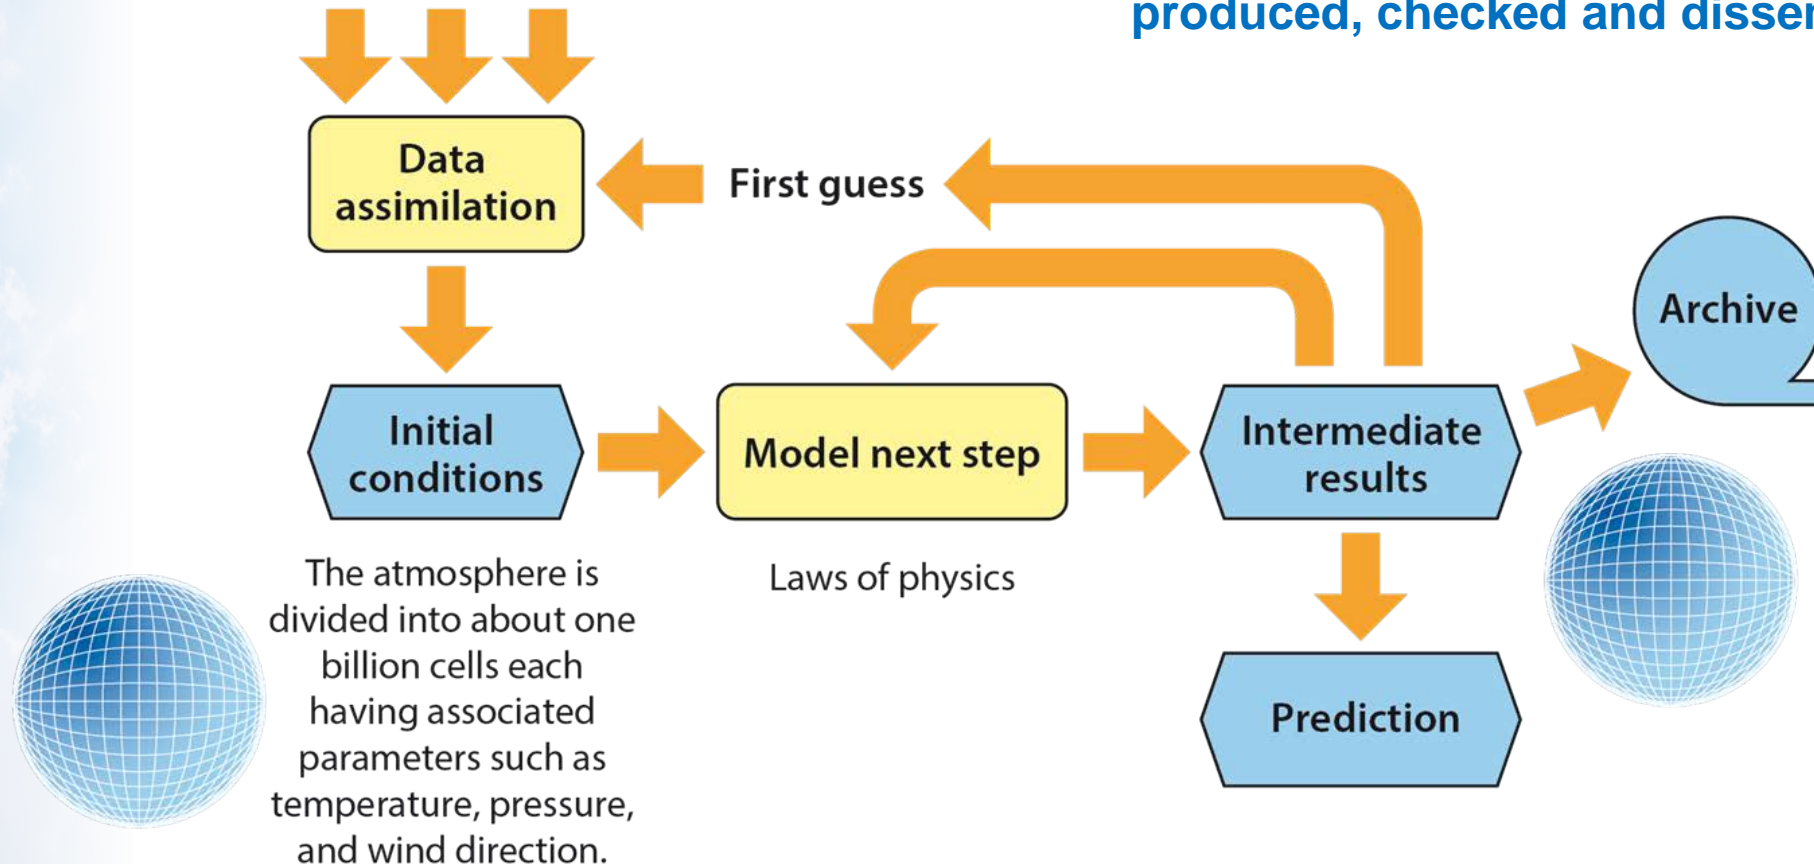 produced, checked and
Data
assimilation
First guess
Archive
Initial
conditions
Model next step
Intermediate
results
The atmosphere is
divided into about one
billion cells each
having associated
parameters such as
temperature, pressure,
and wind direction.
Laws of physics
Prediction